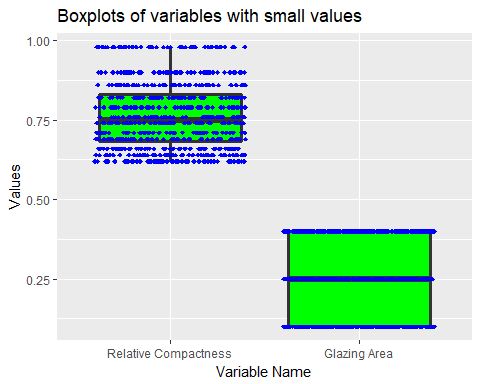 Boxplots of variables with small values
1.00
0.75
0.50
0.25
Values
Relative Compactness Glazing Area
Variable Name